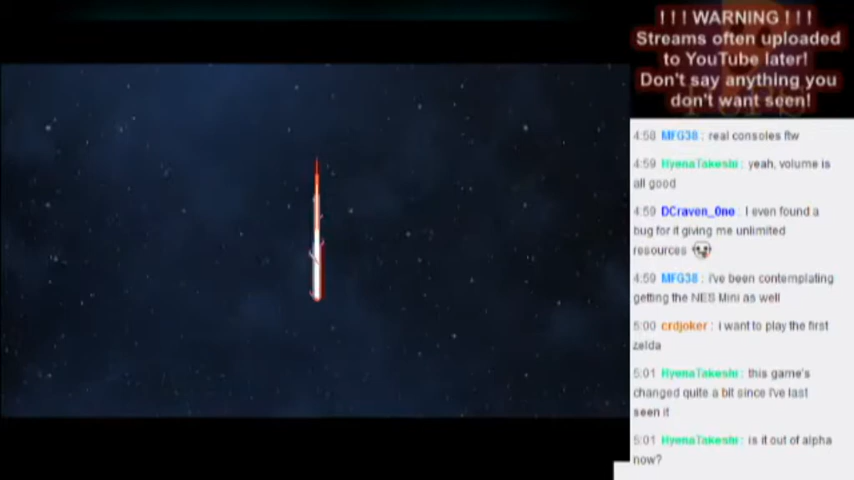 ! ! ! WARNING ! ! !
Streams often uploaded
to YouTube later!
Don't say anything you
don't want seen!
4:58 MFG38 : real consoles ftw
4:59 HyenaTakeshi : yeah, volume is
all good
4:59 DCraven_0ne : I even found a
bug for it giving me unlimited
resources
4:59 MFG38 : i've been contemplating
getting the NES Mini as well
5:00 crdjoker : i want to play the first
zelda
5:01 HyenaTakeshi : this game's
changed quite a bit since I've last
seen it
5:01 HyenaTakeshi : is it out of alpha
now?